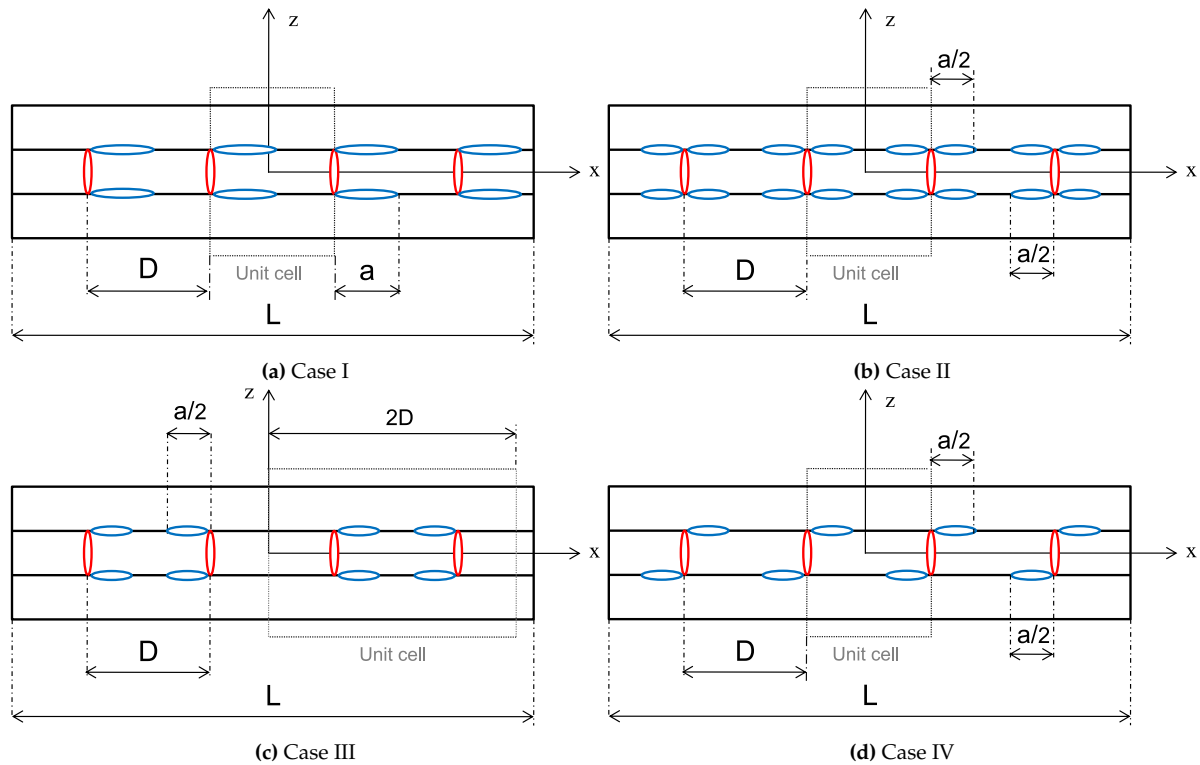 z
x
D
Unit cell
a
L
(a) Case I
z
a/2
x
D
Unit cell
a/2
L
(b) Case II
z
a/2
2D
x
D
Unit cell
L
(c) Case III
z
a/2
x
D
Unit cell
a/2
L
(d) Case IV